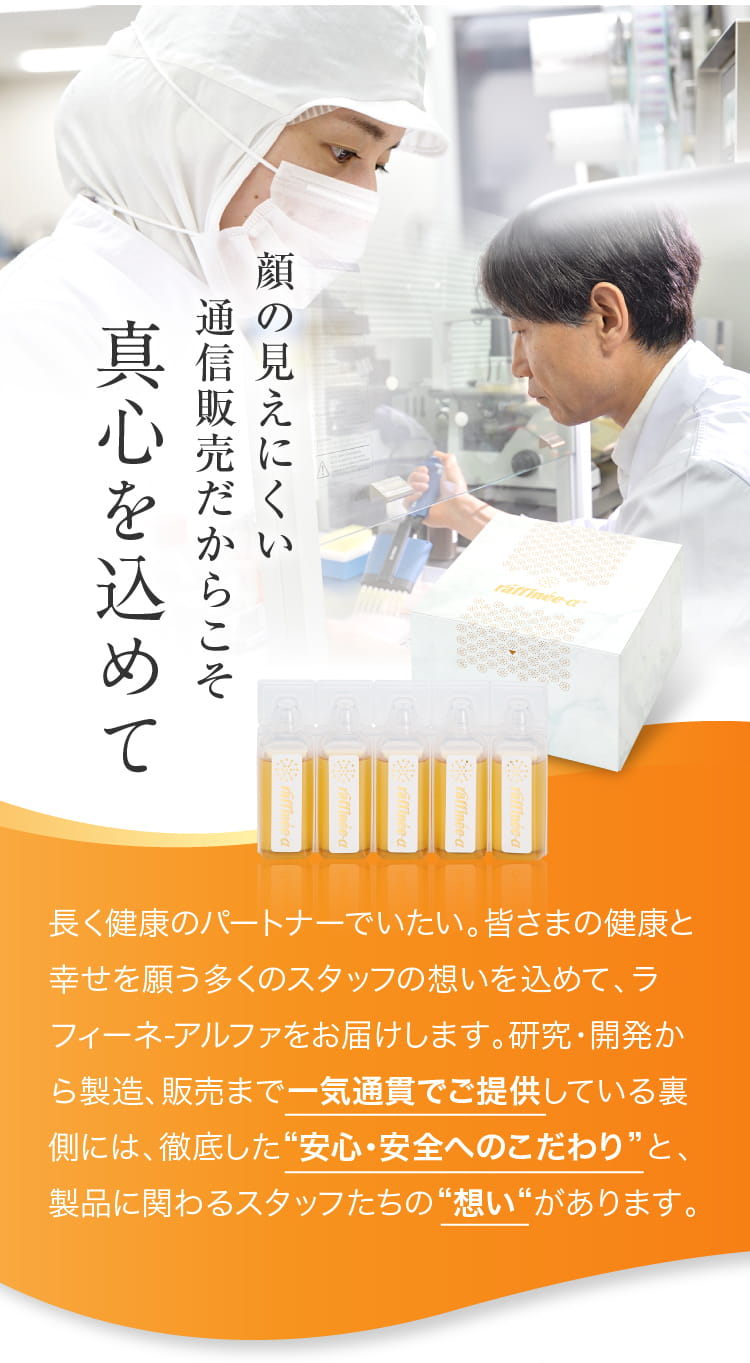 顔の見えにくい
通信販売だからこそ
真心を込めて
raffinée-α
raffinée-α
raffinée-α
raffinée-α
raffinée-α
raffinée-α
長く健康のパートナーでいたい。皆さまの健康と
幸せを願う多くのスタッフの想いを込めて、ラ
フィーネ-アルファをお届けします。研究・開発か
ら製造、販売まで一気通貫でご提供している裏
側には、徹底した“安心・安全へのこだわり”と、
製品に関わるスタッフたちの“想い“があります。